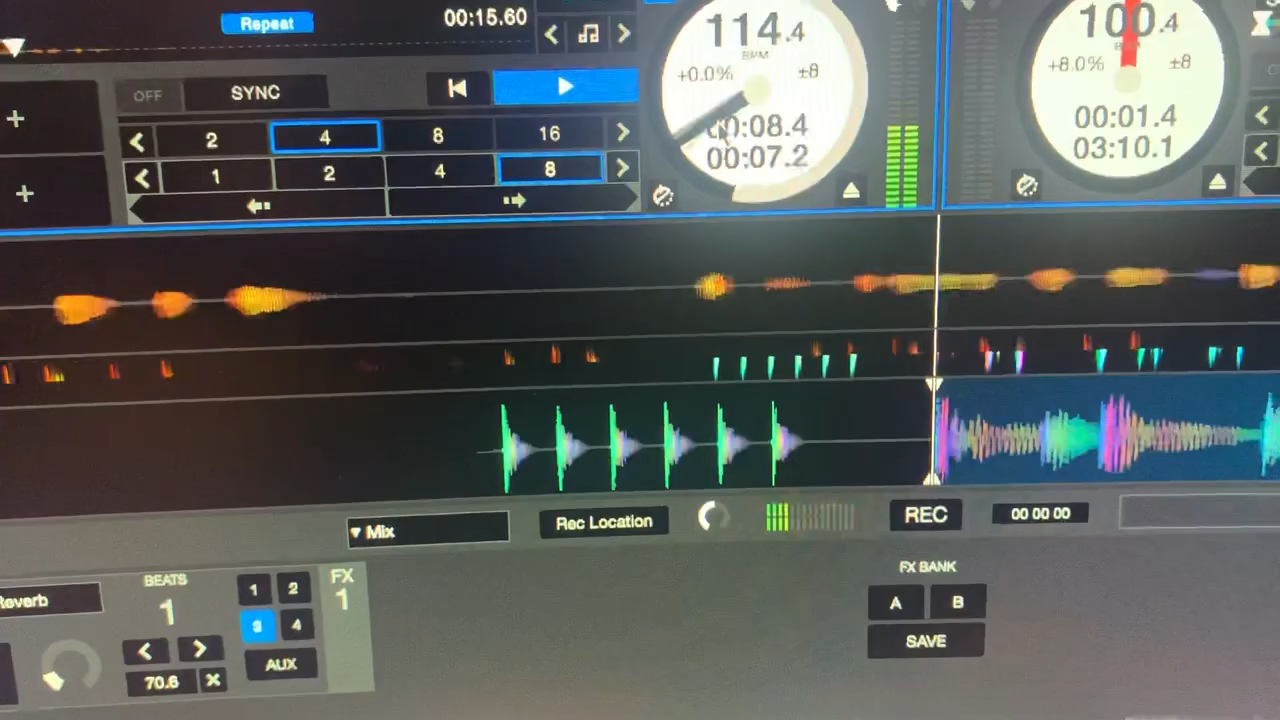 Repeat
00:15.60
114.4
BPM
+0.0%
±8
00:08.4
00:07.2
100.4
+8.0%
±8
00:01.4
03:10.1
OFF
SYNC
2
4
8
16
1
2
4
8
Mix
Rec Location
REC
00 00 00
Reverb
BEATS
1
70.6
1
2
3
4
AUX
FX
1
FX BANK
A
B
SAVE